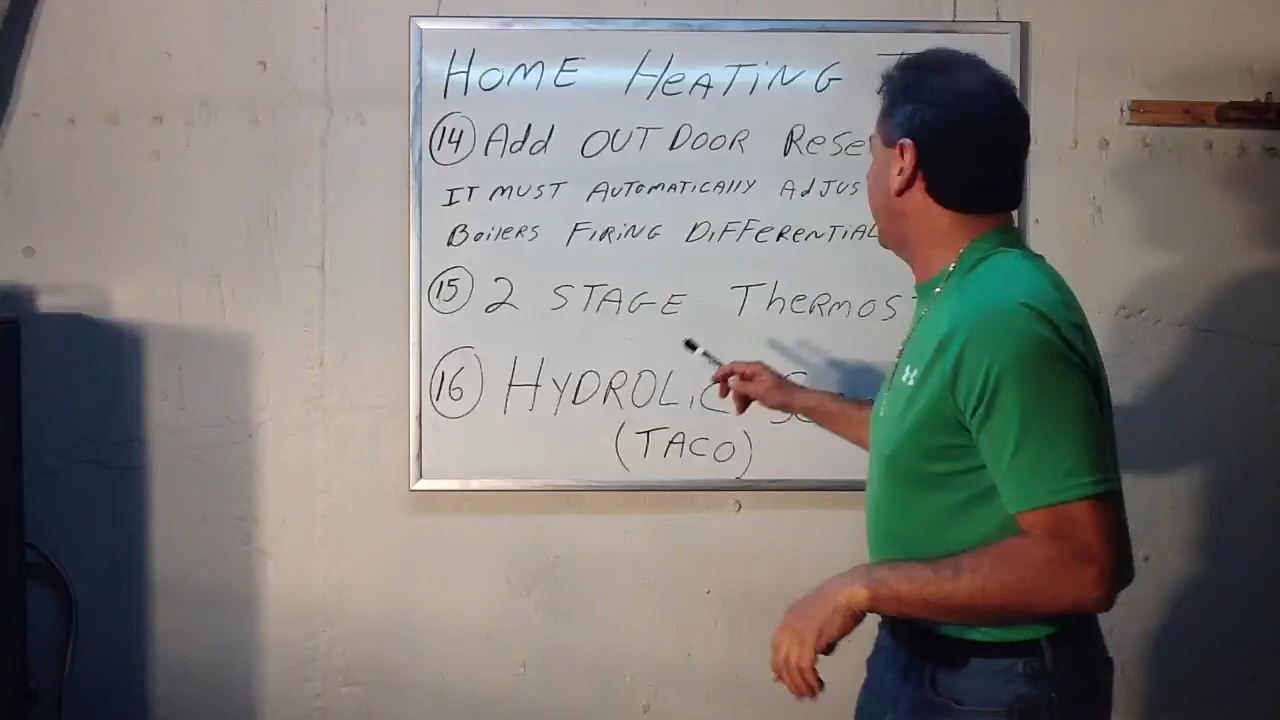 HOME HEATING T
14 Add OUTDOOR Rese
IT MUST AUTOMATICALLY ADJUS
Boilers FIRING DIFFERENTIAL
15 2 STAGE Thermos
16 HYDROLIC S
(TACO)